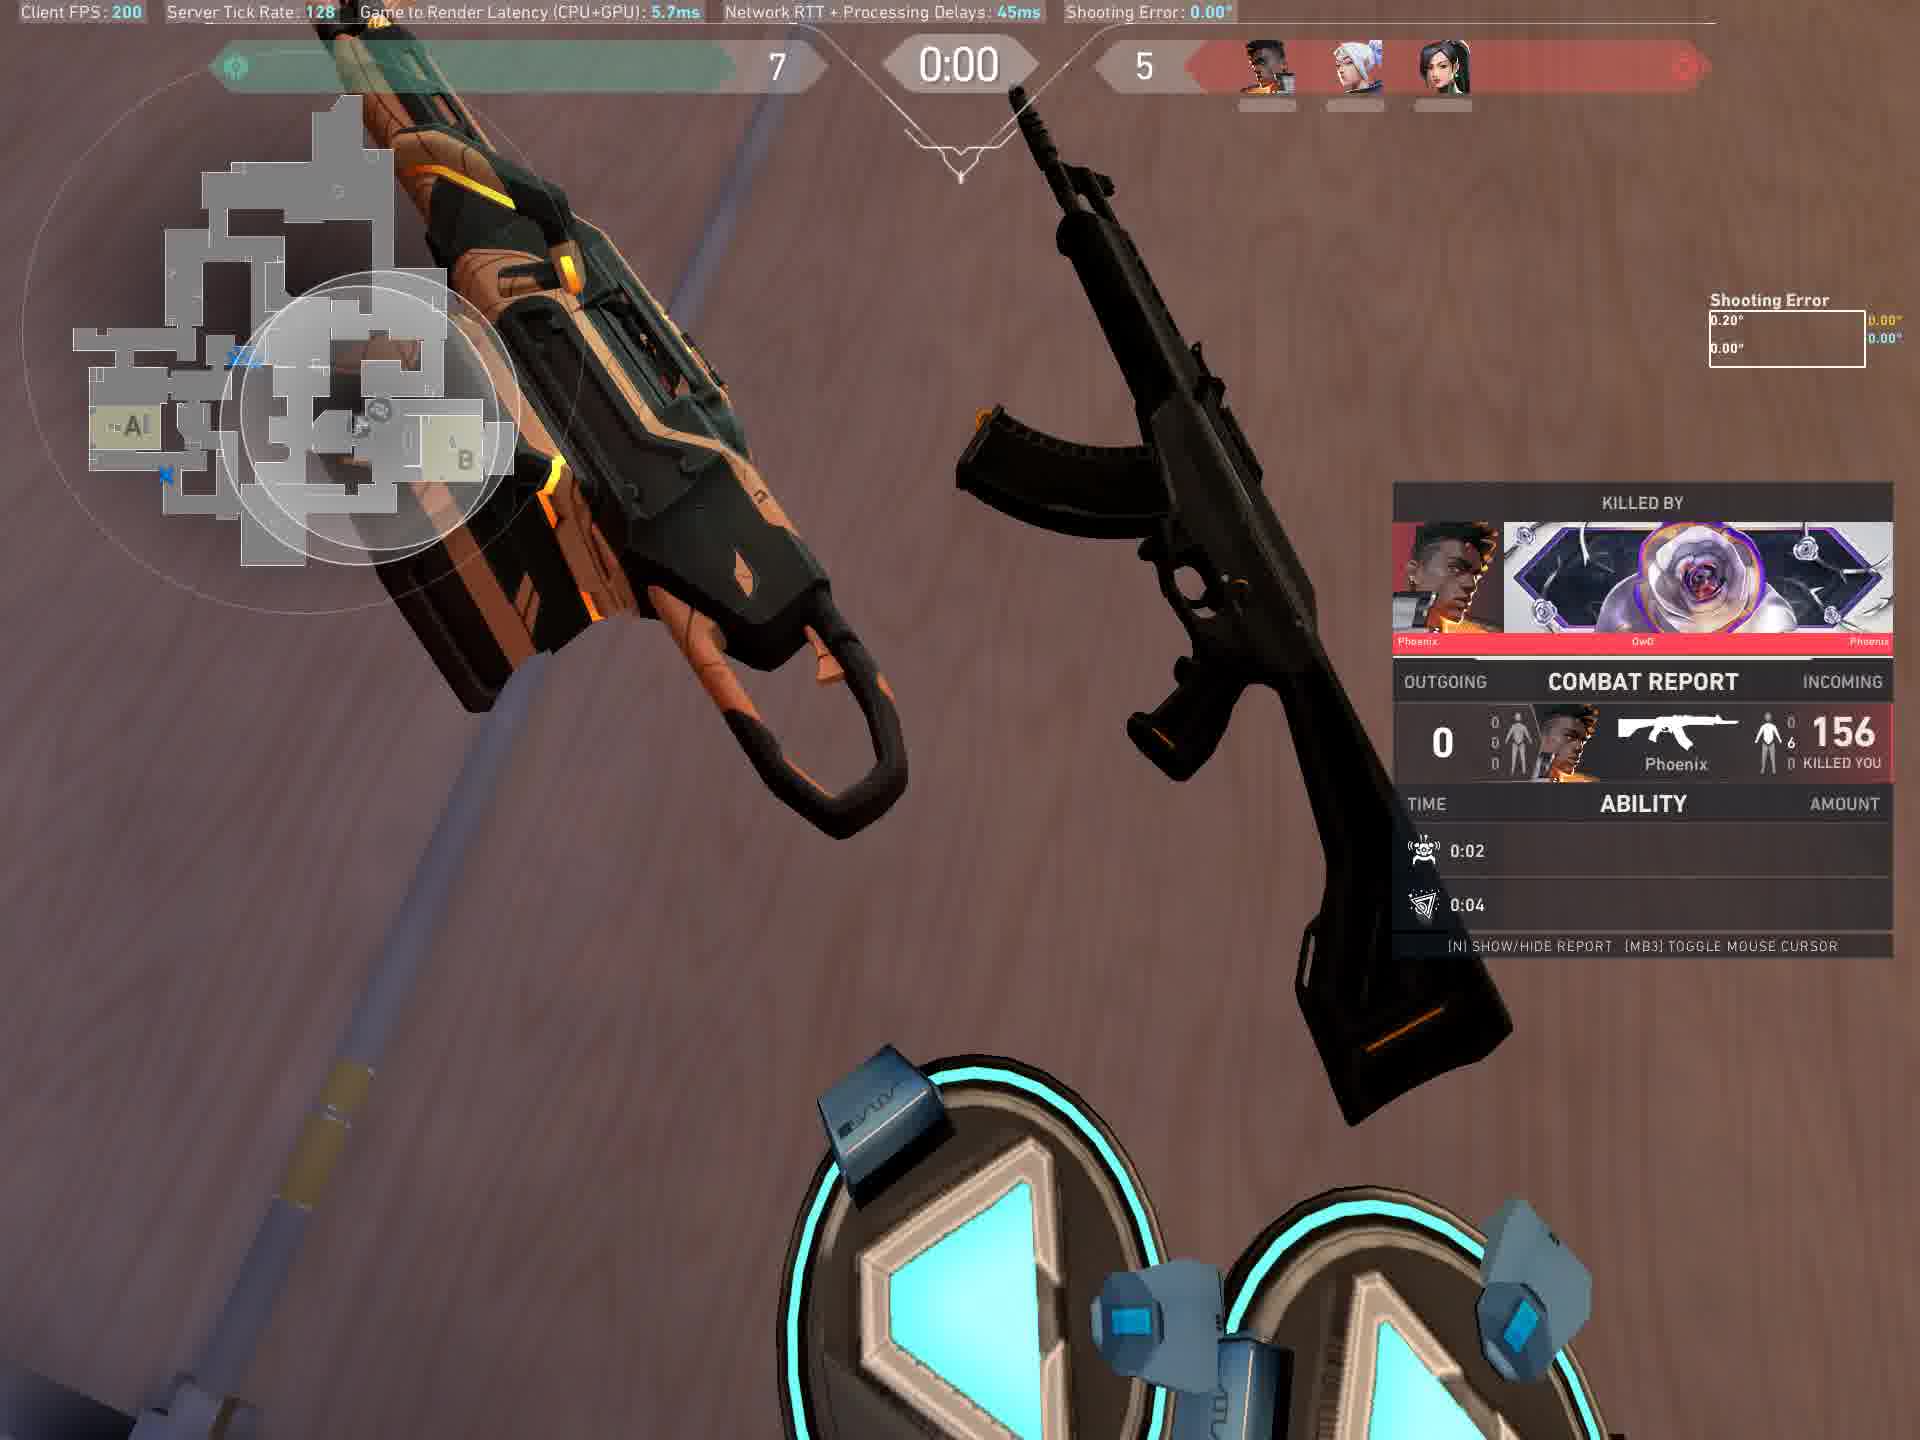 Client FPS: 200 Server Tick Rate: 128 Game to Render Latency (CPU+GPU): 5.7ms Network RTT + Processing Delays: 45ms Shooting Error: 0.00°
7 0:00 5
Shooting Error
0.20° 0.00°
0.00°
0.00°
A
B
KILLED BY
Phoenix OwO Phoenix
OUTGOING COMBAT REPORT INCOMING
0 0 0 156
0 6
0 Phoenix 0 KILLED YOU
TIME ABILITY AMOUNT
0:02
0:04
[N] SHOW/HIDE REPORT [MB3] TOGGLE MOUSE CURSOR